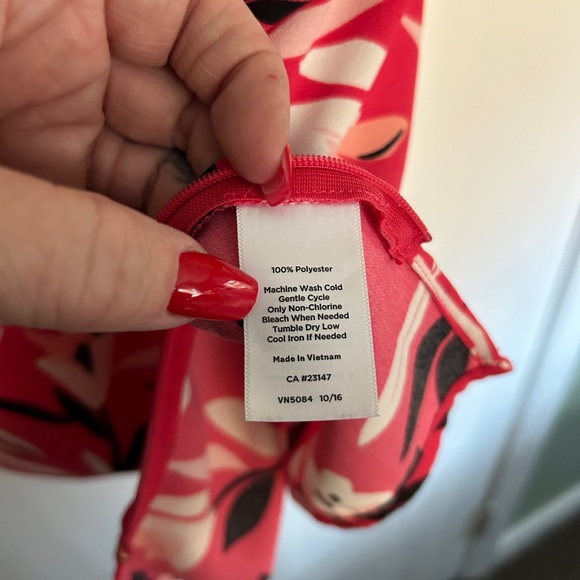 100% Polyester
Machine Wash Cold
Gentle Cycle
Only Non-Chlorine
Bleach When Needed
Tumble Dry Low
Cool Iron If Needed
Made in Vietnam
CA #23147
VN5084 10/16